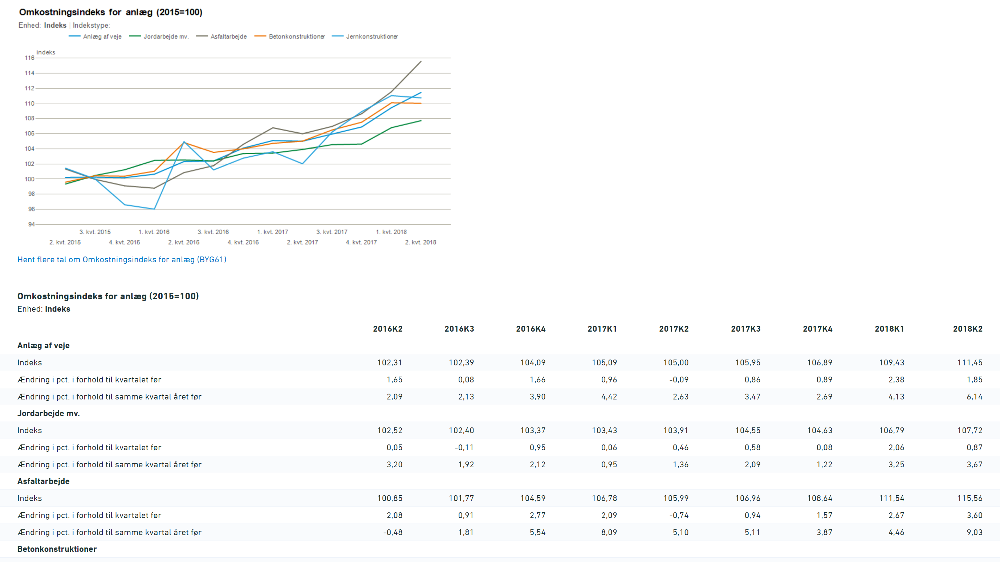 Omkostningsindeks for anlæg (2015=100)
Enhed: Indeks | Indekstype:
Anlæg af veje Jordarbejde mv. Asfaltarbejde Betonkonstruktioner Jernkonstruktioner
indeks
116
114
112
110
108
106
104
102
100
98
96
94
3. kvt. 2015 1. kvt. 2016 3. kvt. 2016 1. kvt. 2017 3. kvt. 2017 1. kvt. 2018
2. kvt. 2015 4. kvt. 2015 2. kvt. 2016 4. kvt. 2016 2. kvt. 2017 4. kvt. 2017 2. kvt. 2018
Hent flere tal om Omkostningsindeks for anlæg (BYG61)
Omkostningsindeks for anlæg (2015=100)
Enhed: indeks
2016K2 2016K3 2016K4 2017K1 2017K2 2017K3 2017K4 2018K1 2018K2
Anlæg af veje
Indeks 102,31 102,39 104,09 105,09 105,00 105,95 106,89 109,43 111,45
Ændring i pct. i forhold til kvartalet før 1,65 0,08 1,66 0,96 -0,09 0,86 0,89 2,38 1,85
Ændring i pct. i forhold til samme kvartal året før 2,09 2,13 3,90 4,42 2,63 3,47 2,69 4,13 6,14
Jordarbejde mv.
Indeks 102,52 102,40 103,37 103,43 103,91 104,55 104,63 106,79 107,72
Ændring i pct. i forhold til kvartalet før 0,05 -0,11 0,95 0,06 0,46 0,58 0,08 2,06 0,87
Ændring i pct. i forhold til samme kvartal året før 3,20 1,92 2,12 0,95 1,36 2,09 1,22 3,25 3,67
Asfaltarbejde
Indeks 100,85 101,77 104,59 106,78 105,99 106,96 108,64 111,54 115,56
Ændring i pct. i forhold til kvartalet før 2,08 0,91 2,77 2,09 -0,74 0,94 1,57 2,67 3,60
Ændring i pct. i forhold til samme kvartal året før -0,48 1,81 5,54 8,09 5,10 5,11 3,87 4,46 9,03
Betonkonstruktioner